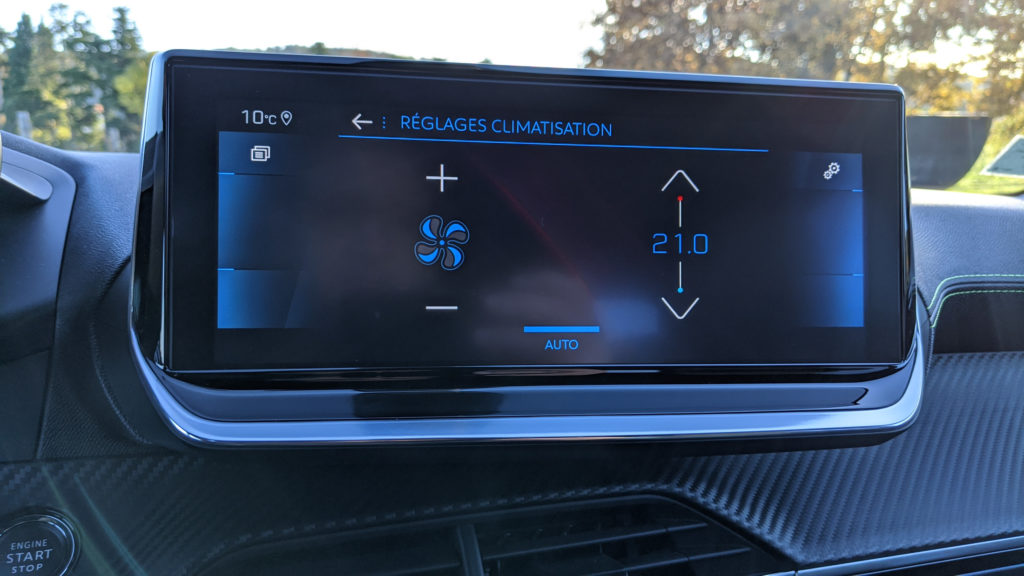 10°C
RÉGLAGES CLIMATISATION
21.0
AUTO
ENGINE
START
STOP